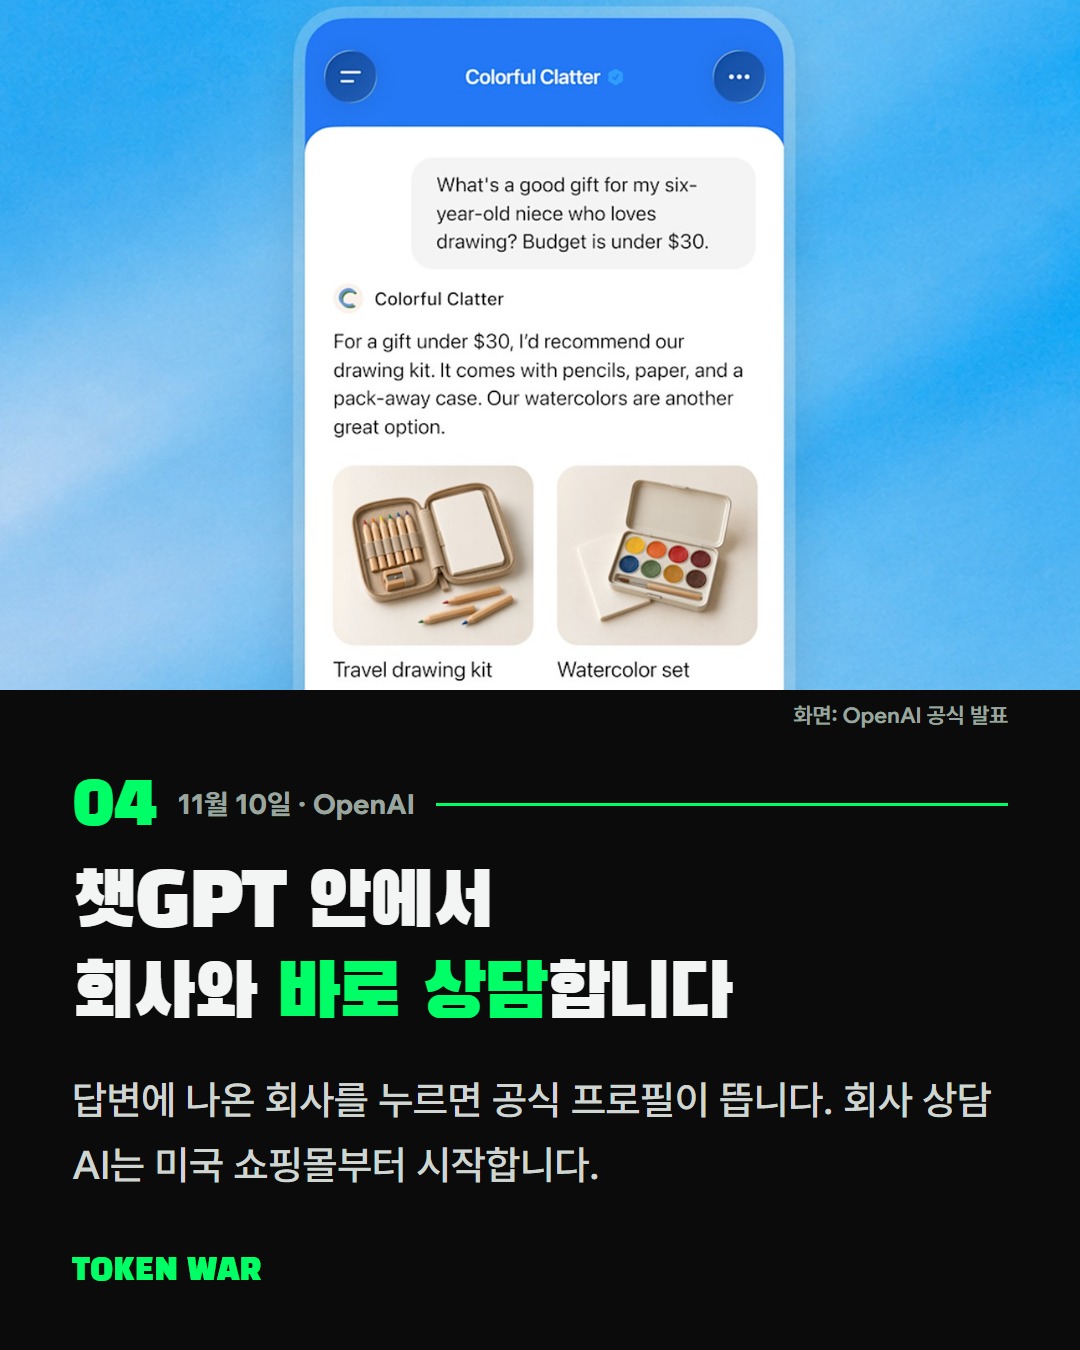 Colorful Clatter
What's a good gift for my six-
year-old niece who loves
drawing? Budget is under $30.
Colorful Clatter
For a gift under $30, I'd recommend our
drawing kit. It comes with pencils, paper, and a
pack-away case. Our watercolors are another
great option.
Travel drawing kit
Watercolor set
화면: OpenAI 공식 발표
04 11월 10일 · OpenAI
챗GPT 안에서
회사와 바로 상담합니다
답변에 나온 회사를 누르면 공식 프로필이 뜹니다. 회사 상담
AI는 미국 쇼핑몰부터 시작합니다.
TOKEN WAR